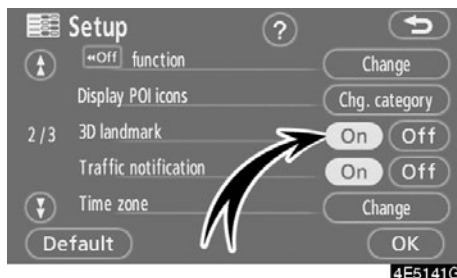 Setup ?
«Off function Change
Display POI icons Chg. category
2/3 3D landmark On Off
Traffic notification On Off
Time zone Change
Default OK
4E5141G